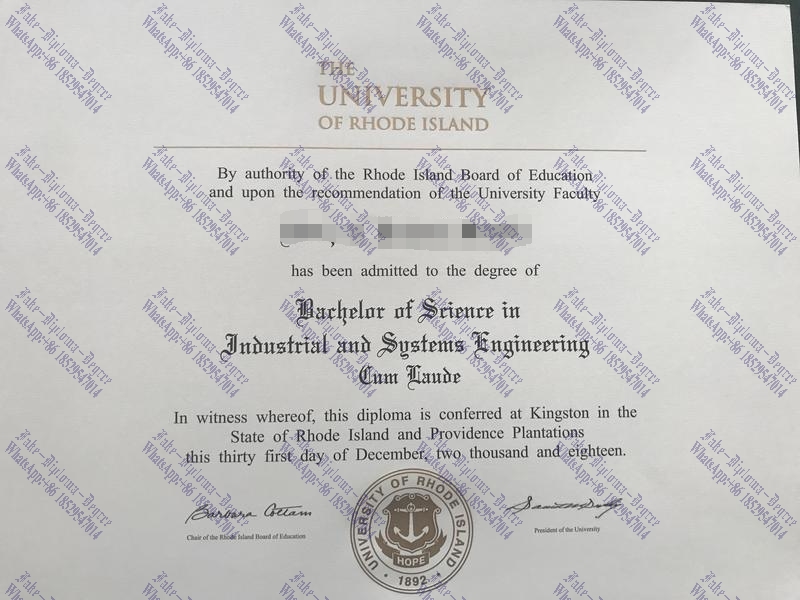 THE
UNIVERSITY
OF RHODE ISLAND
By authority of the Rhode Island Board of Education
and upon the recommendation of the University Faculty
has been admitted to the degree of
Bachelor of Science in
Industrial and Systems Engineering
Cum Laude
In witness whereof, this diploma is conferred at Kingston in the
State of Rhode Island and Providence Plantations
this thirty first day of December, two thousand and eighteen.
Barbara Cottam
Chair of the Rhode Island Board of Education
UNIVERSITY OF RHODE ISLAND
HOPE
· 1892 ·
President of the University
Fake-Diploma-Degree
WhatsApp:+86 18529547014